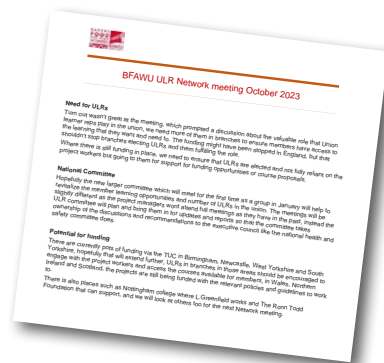 BAKERS
FOOD
UNION
BFAWU
BFAWU ULR Network meeting October 2023
Need for ULRs
Turn out wasn't great as the meeting, which prompted a discussion about the valuable role that Union
learner reps play in the union, we need more of them in branches to ensure members have access to
the learning that they want and need to. The funding might have been stopped in England, but that
shouldn't stop branches electing ULRs and them fulfilling the role.
Where there is still funding in place, we need to ensure that ULRs are elected and not fully reliant on the
project workers but going to them for support for funding opportunities or course proposals.
National Committee
Hopefully the new larger committee which will meet for the first time as a group in January will help to
revitalize the member learning opportunities and number of ULRs in the union. The meetings will be
slightly different as the project managers wont attend full meetings as they have in the past, instead the
ULR committee will plan and bring them in for updates and reports so that the committee takes
ownership of the discussions and recommendations to the executive council like the national health and
safety committee does.
Potential for funding
There are currently pots of funding via the TUC in Birmingham, Newcastle, West Yorkshire and South
Yorkshire, hopefully that will extend further, ULRs in branches in those areas should be encouraged to
engage with the project workers and access the courses available for members, in Wales, Northern
Ireland and Scotland, the projects are still being funded with the relevant policies and guidelines to work
to.
There is also places such as Nottingham collage where L Greenfield works and The Ronn Todd
Foundation that can support, and we will look at others too for the next Network meeting.